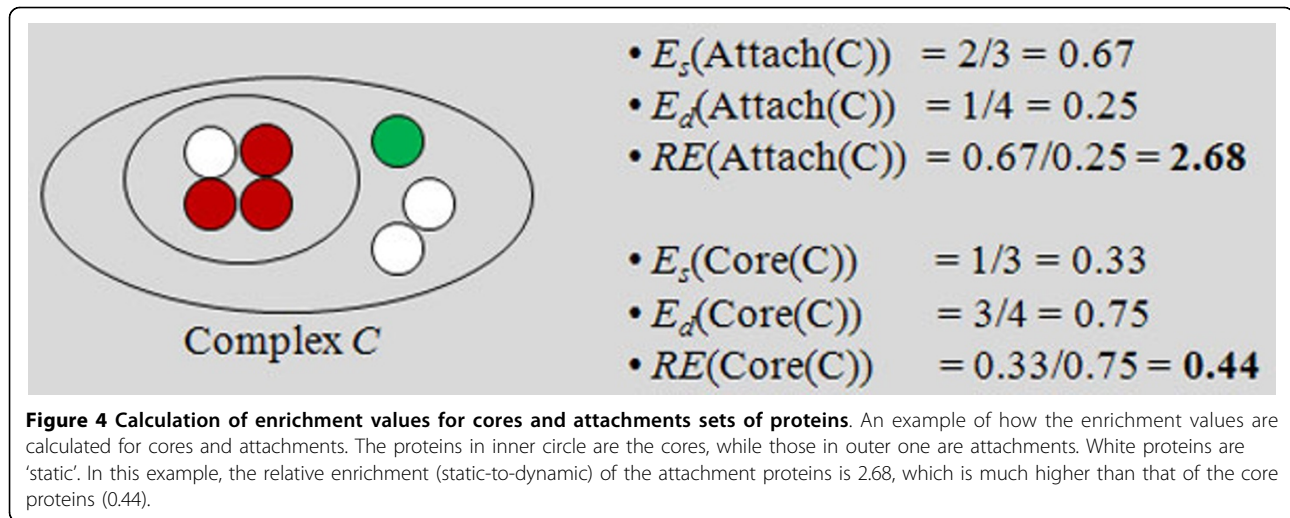 • Es(Attach(C)) = 2/3 = 0.67
• Ed(Attach(C)) = 1/4 = 0.25
• RE(Attach(C)) = 0.67/0.25 = 2.68
• Es(Core(C)) = 1/3 = 0.33
• Ed(Core(C)) = 3/4 = 0.75
• RE(Core(C)) = 0.33/0.75 = 0.44
Complex C
Figure 4 Calculation of enrichment values for cores and attachments sets of proteins. An example of how the enrichment values are
calculated for cores and attachments. The proteins in inner circle are the cores, while those in outer one are attachments. White proteins are
'static'. In this example, the relative enrichment (static-to-dynamic) of the attachment proteins is 2.68, which is much higher than that of the core
proteins (0.44).